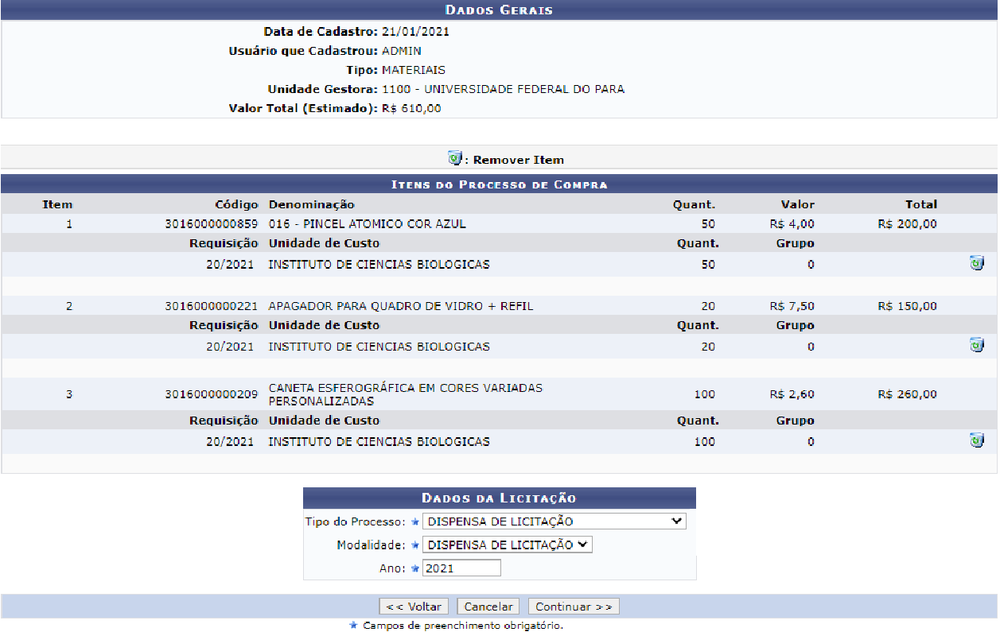 DADOS GERAIS
Data de Cadastro: 21/01/2021
Usuário que Cadastrou: ADMIN
Tipo: MATERIAIS
Unidade Gestora: 1100 - UNIVERSIDADE FEDERAL DO PARA
Valor Total (Estimado): R$ 610,00
: Remover Item
ITENS DO PROCESSO DE COMPRA
Item Código Denominação Quant. Valor Total
1 3016000000859 016 - PINCEL ATOMICO COR AZUL 50 R$ 4,00 R$ 200,00
Requisição Unidade de Custo Quant. Grupo
20/2021 INSTITUTO DE CIENCIAS BIOLOGICAS 50 0
2 3016000000221 APAGADOR PARA QUADRO DE VIDRO + REFIL 20 R$ 7,50 R$ 150,00
Requisição Unidade de Custo Quant. Grupo
20/2021 INSTITUTO DE CIENCIAS BIOLOGICAS 20 0
3 3016000000209 CANETA ESFEROGRÁFICA EM CORES VARIADAS PERSONALIZADAS 100 R$ 2,60 R$ 260,00
Requisição Unidade de Custo Quant. Grupo
20/2021 INSTITUTO DE CIENCIAS BIOLOGICAS 100 0
DADOS DA LICITAÇÃO
Tipo do Processo: DISPENSA DE LICITAÇÃO
Modalidade: DISPENSA DE LICITAÇÃO
Ano: 2021
<< Voltar Cancelar Continuar >>
Campos de preenchimento obrigatório.